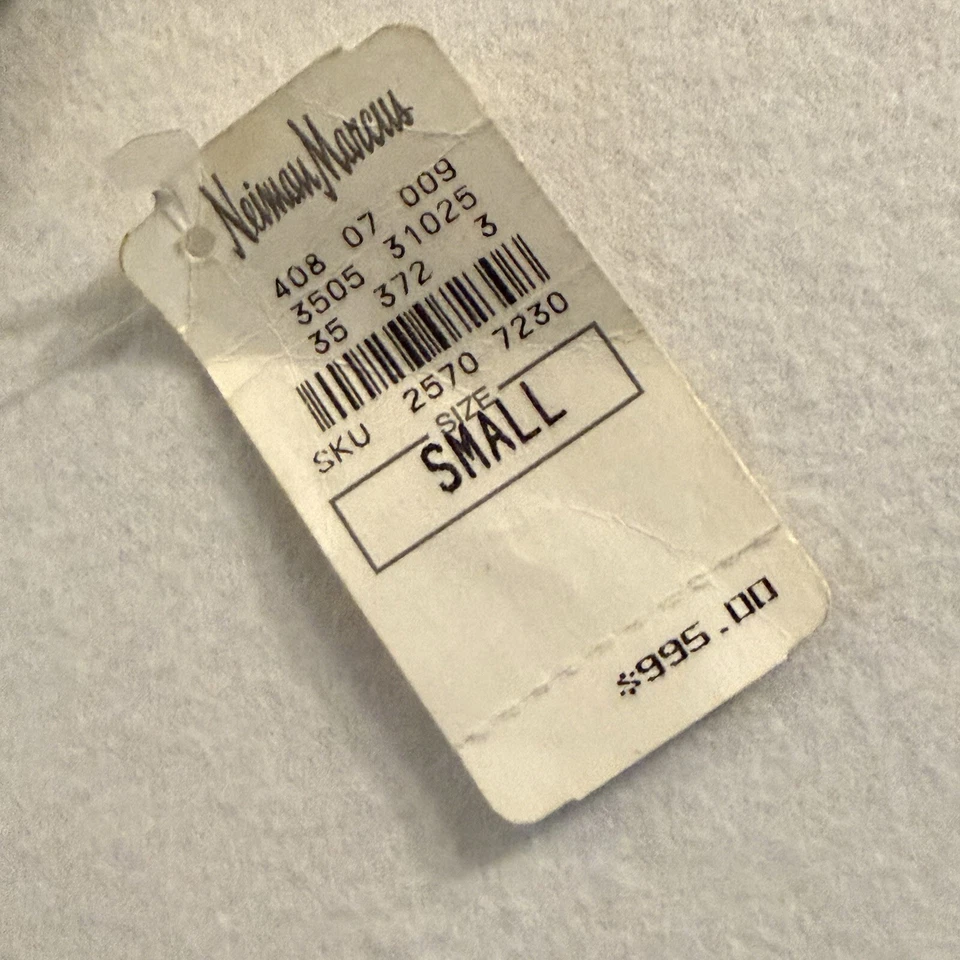 Neiman Marcus
408 07 009
3505 31025
35 372 3
SKU 2570 7230
SIZE
SMALL
$995.00